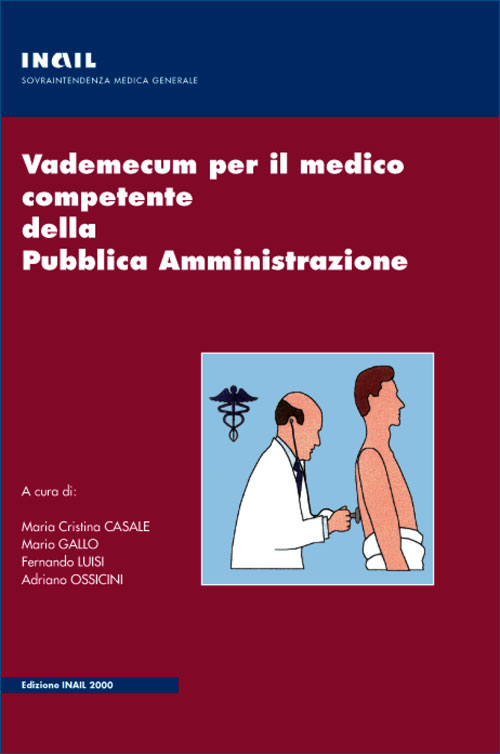 INAIL
SOVRAINTENDENZA MEDICA GENERALE
Vademecum per il medico
competente
della
Pubblica Amministrazione
A cura di:
Maria Cristina CASALE
Mario GALLO
Fernando LUISI
Adriano OSSICINI
Edizione INAIL 2000